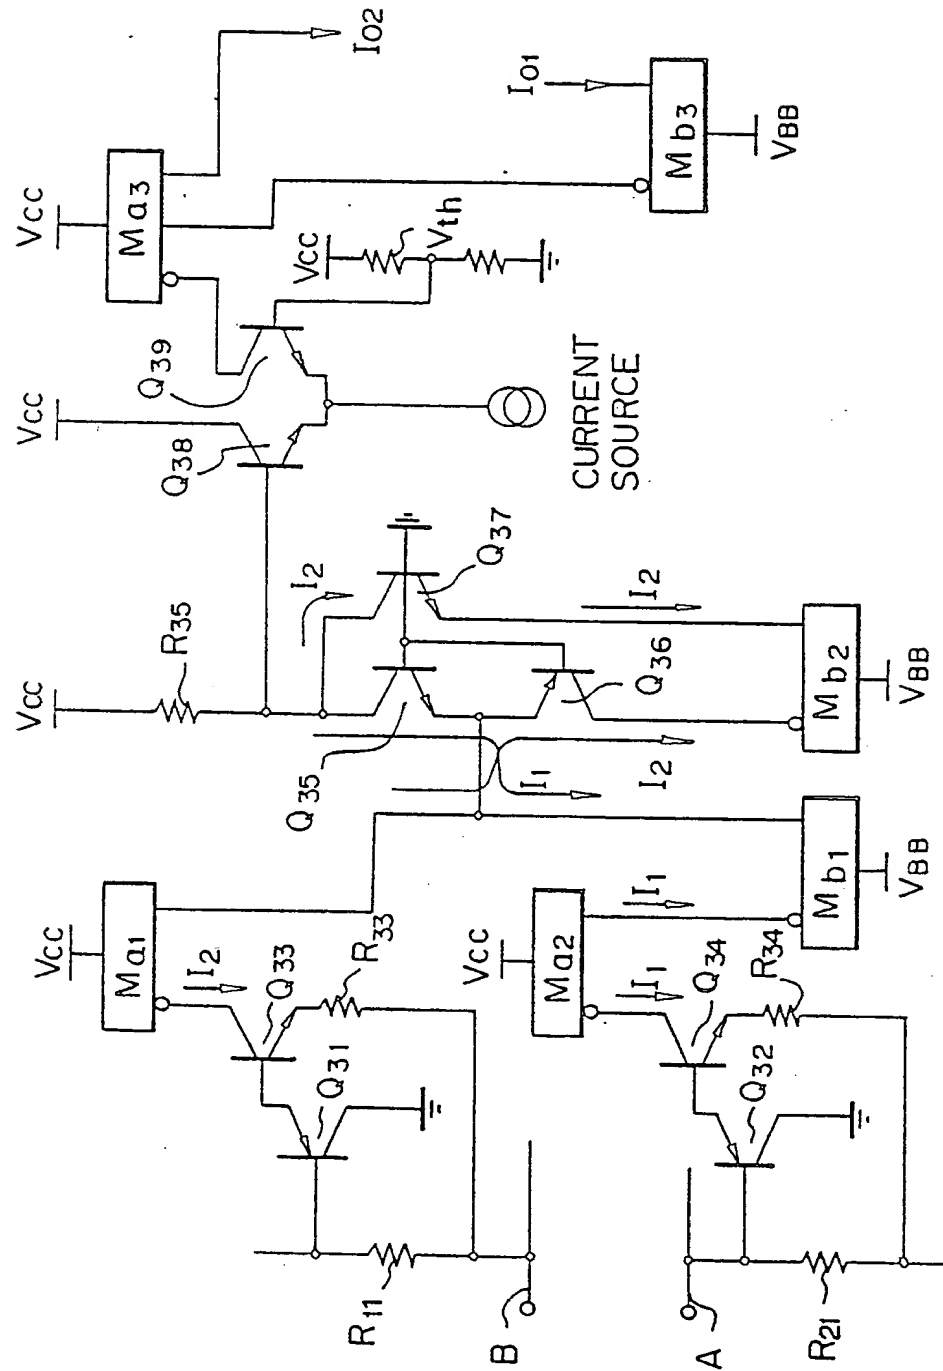 VCC
Ma3
IO2
IO1
Mb3
VBB
VCC
Vth
Q39
VCC
Q38
CURRENT
SOURCE
VCC
R35
I2
Q37
I2
Q35
Q36
Mb2
VBB
I1
I2
VCC
Ma1
I2
Q33
R33
Q31
VCC
Ma2
I1
I1
Mb1
VBB
Q34
R34
Q32
R11
B
A
R21